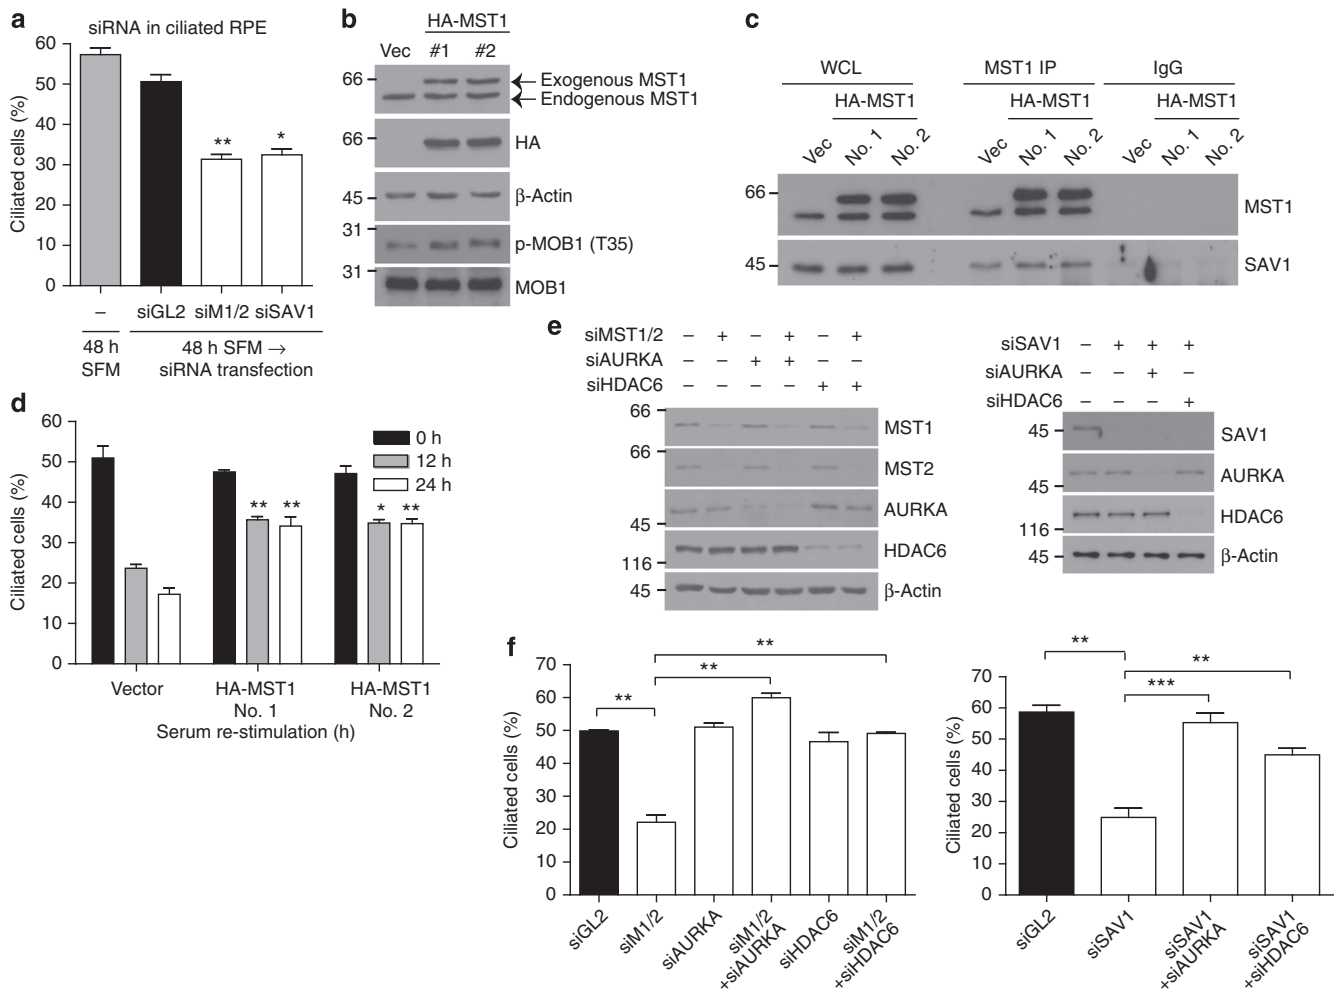 a
siRNA in ciliated RPE
Ciliated cells (%)
60
50
40
30
20
10
0
**
*
–
siGL2 siM1/2 siSAV1
48 h SFM
48 h SFM →
siRNA transfection
b
HA-MST1
Vec #1 #2
66
Exogenous MST1
Endogenous MST1
66
HA
45
β-Actin
31
p-MOB1 (T35)
31
MOB1
c
WCL MST1 IP IgG
HA-MST1 HA-MST1 HA-MST1
Vec No. 1 No. 2 Vec No. 1 No. 2 Vec No. 1 No. 2
66
MST1
45
SAV1
d
Ciliated cells (%)
60
50
40
30
20
10
0
0 h
12 h
24 h
** **
* **
Vector
HA-MST1 No. 1
HA-MST1 No. 2
Serum re-stimulation (h)
e
siMST1/2 – + – + – +
siAURKA – – + + – –
siHDAC6 – – – – + +
66
MST1
66
MST2
AURKA
45
HDAC6
116
45
β-Actin
siSAV1 – + + +
siAURKA – – + –
siHDAC6 – – – +
45
SAV1
AURKA
45
HDAC6
116
45
β-Actin
f
Ciliated cells (%)
70
60
50
40
30
20
10
0
**
**
**
siGL2
siM1/2
siAURKA
siM1/2 +siAURKA
siHDAC6
siM1/2 +siHDAC6
Ciliated cells (%)
70
60
50
40
30
20
10
0
**
**
***
siGL2
siSAV1
siSAV1 +siAURKA
siSAV1 +siHDAC6